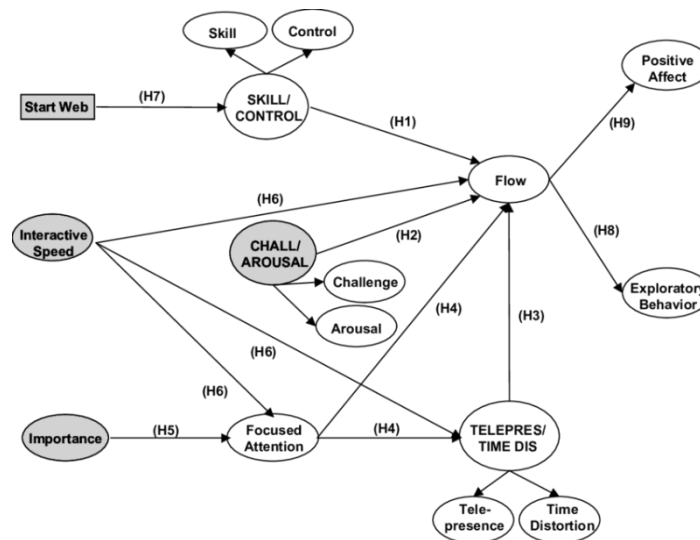 Skill
Control
Positive
Affect
Start Web
(H7)
SKILL/
CONTROL
(H1)
(H9)
Flow
(H6)
Interactive
Speed
CHALL/
AROUSAL
(H2)
(H8)
Challenge
(H4)
Exploratory
Behavior
Arousal
(H3)
(H6)
(H6)
Importance
(H5)
Focused
Attention
(H4)
TELEPRES/
TIME DIS
Tele-
presence
Time
Distortion